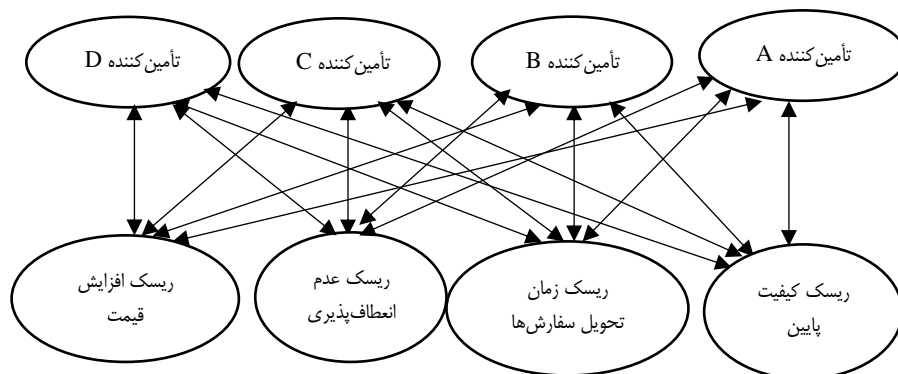 تأمین‌کننده A
تأمین‌کننده B
تأمین‌کننده C
تأمین‌کننده D
ریسک کیفیت
پایین
ریسک زمان
تحویل سفارش‌ها
ریسک عدم
انعطاف‌پذیری
ریسک افزایش
قیمت